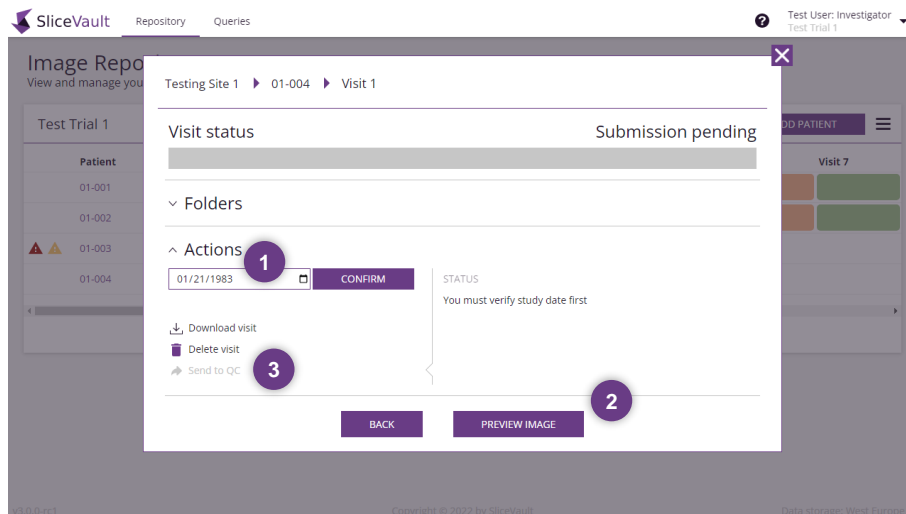 SliceVault Repository Queries ? Test User: Investigator
Test Trial 1
Image Repo
View and manage you
Testing Site 1 01-004 Visit 1
Test Trial 1
DD PATIENT
Visit status Submission pending
Patient Visit 7
01-001
Folders
01-002
Actions
1
01-003
01/21/1983 CONFIRM STATUS
01-004
You must verify study date first
Download visit
Delete visit
Send to QC
3
2
BACK PREVIEW IMAGE
v3.0.0.rc1 Copyright © 2022 by SliceVault Data storage: West Europe